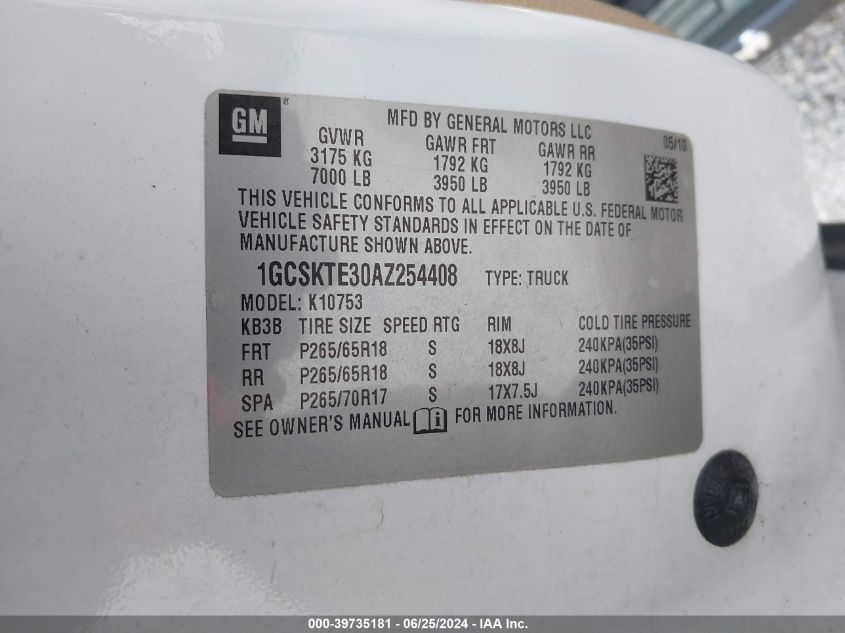 GM ®
MFD BY GENERAL MOTORS LLC 05/10
GVWR GAWR FRT GAWR RR
3175 KG 1792 KG 1792 KG
7000 LB 3950 LB 3950 LB
THIS VEHICLE CONFORMS TO ALL APPLICABLE U.S. FEDERAL MOTOR
VEHICLE SAFETY STANDARDS IN EFFECT ON THE DATE OF
MANUFACTURE SHOWN ABOVE.
1GCSKTE30AZ254408 TYPE: TRUCK
MODEL: K10753
KB3B TIRE SIZE SPEED RTG RIM COLD TIRE PRESSURE
FRT P265/65R18 S 18X8J 240KPA(35PSI)
RR P265/65R18 S 18X8J 240KPA(35PSI)
SPA P265/70R17 S 17X7.5J 240KPA(35PSI)
SEE OWNER'S MANUAL FOR MORE INFORMATION.
000-39735181 - 06/25/2024 - IAA Inc.